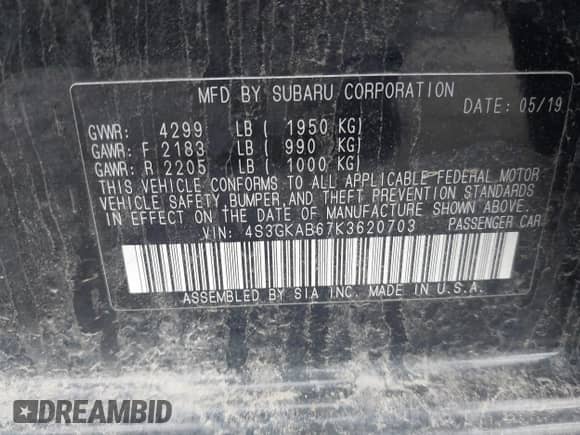 MFD BY SUBARU CORPORATION
DATE: 05/19
GVWR: 4299 LB ( 1950 KG)
GAWR: F 2183 LB ( 990 KG)
GAWR: R 2205 LB ( 1000 KG)
THIS VEHICLE CONFORMS TO ALL APPLICABLE FEDERAL MOTOR
VEHICLE SAFETY, BUMPER, AND THEFT PREVENTION STANDARDS
IN EFFECT ON THE DATE OF MANUFACTURE SHOWN ABOVE.
VIN: 4S3GKAB67K3620703 PASSENGER CAR
ASSEMBLED BY SIA INC. MADE IN U.S.A.
DREAMBID